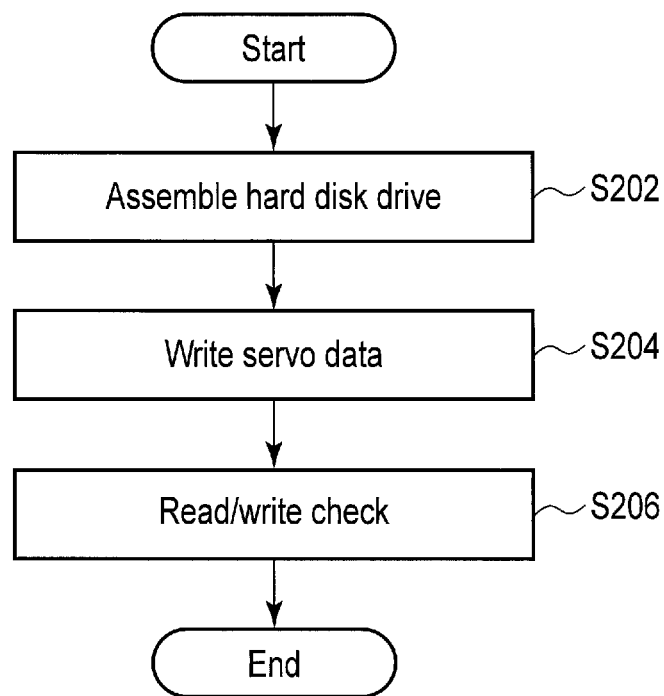 Start
Assemble hard disk drive
S202
Write servo data
S204
Read/write check
S206
End